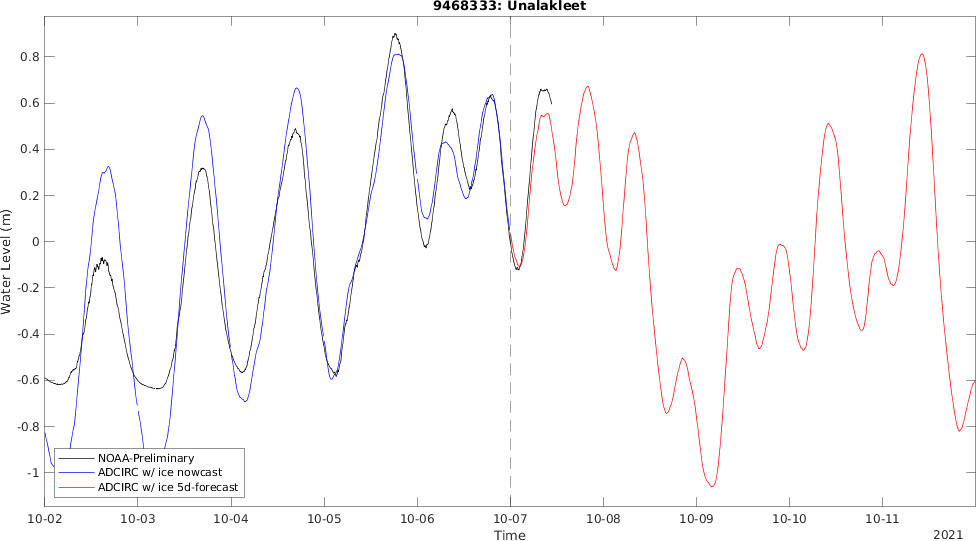 9468333: Unalakleet
Water Level (m)
0.8
0.6
0.4
0.2
0
-0.2
-0.4
-0.6
-0.8
-1
NOAA-Preliminary
ADCIRC w/ ice nowcast
ADCIRC w/ ice 5d-forecast
10-02 10-03 10-04 10-05 10-06 10-07 10-08 10-09 10-10 10-11
Time
2021